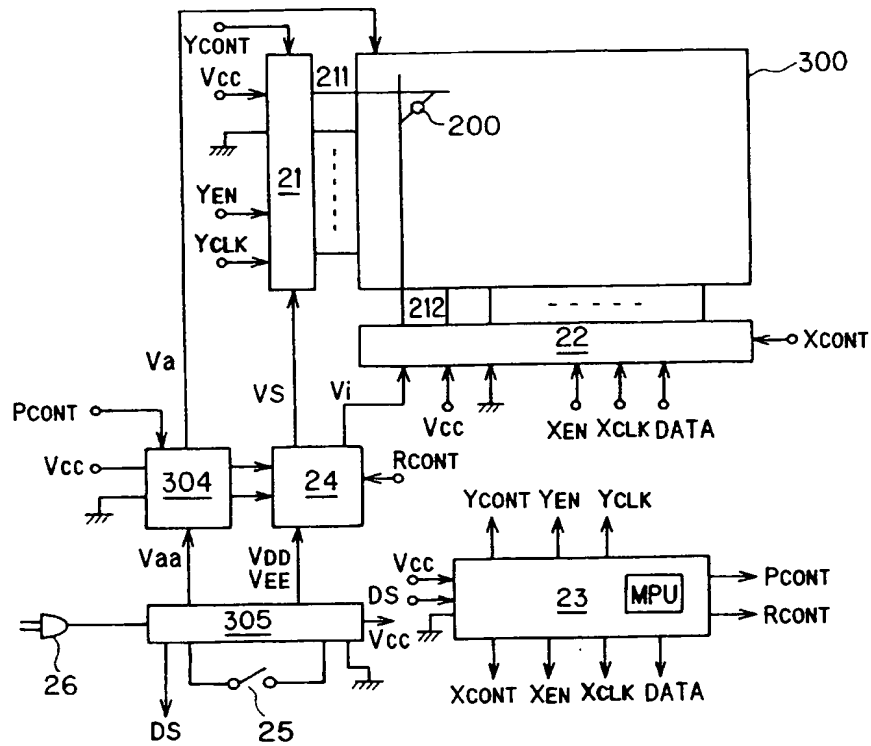 YCONT
VCC
211
300
200
21
YEN
YCLK
212
22
XCONT
Va
VS
Vi
PCONT
VCC
XEN XCLK DATA
VCC
304
24
RCONT
YCONT YEN YCLK
Vaa
VDD
VEE
VCC
DS
23
MPU
PCONT
RCONT
305
VCC
26
DS
25
XCONT XEN XCLK DATA